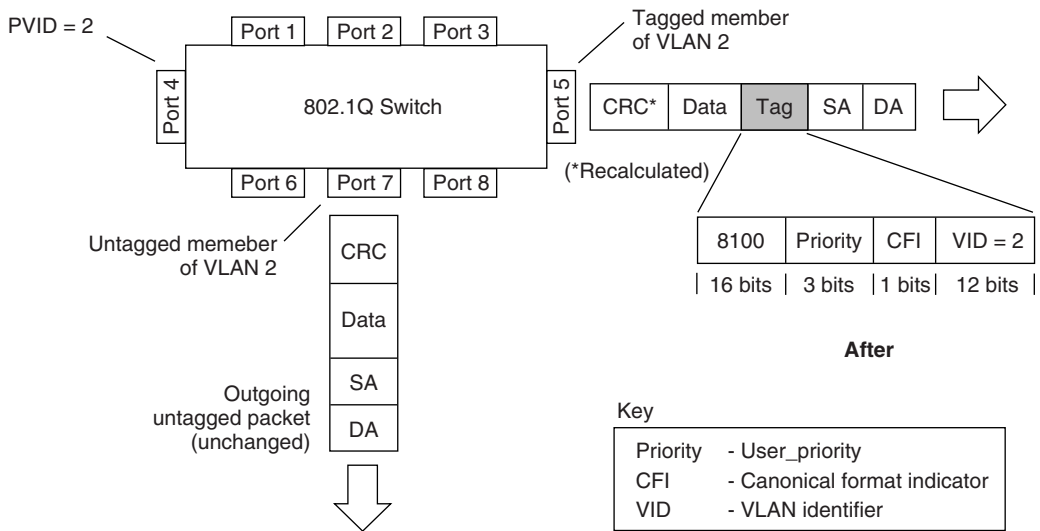 PVID = 2
Port 1
Port 2
Port 3
Tagged member
of VLAN 2
Port 4
802.1Q Switch
Port 5
CRC*
Data
Tag
SA
DA
(*Recalculated)
Port 6
Port 7
Port 8
Untagged memeber
of VLAN 2
CRC
Data
SA
DA
Outgoing
untagged packet
(unchanged)
8100
Priority
CFI
VID = 2
16 bits
3 bits
1 bits
12 bits
After
Key
Priority - User_priority
CFI - Canonical format indicator
VID - VLAN identifier